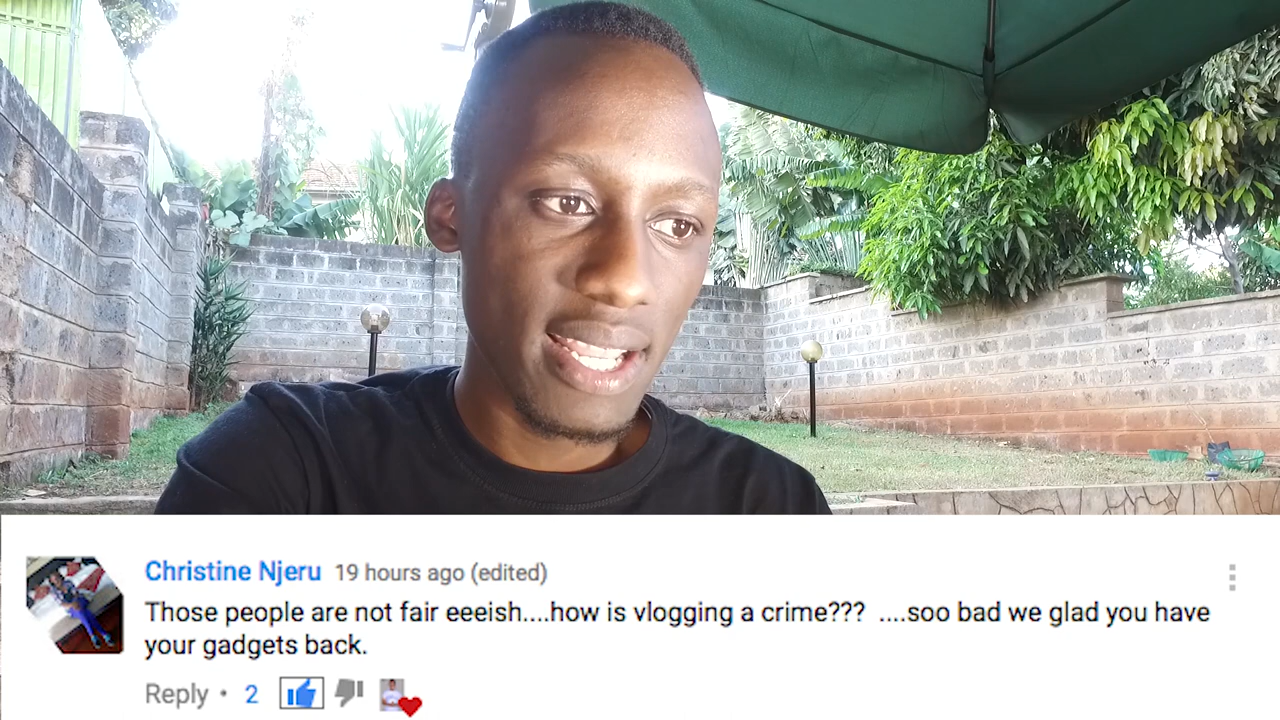 Christine Njeru 19 hours ago (edited)
Those people are not fair eeeish....how is vlogging a crime??? ....soo bad we glad you have
your gadgets back.
Reply • 2